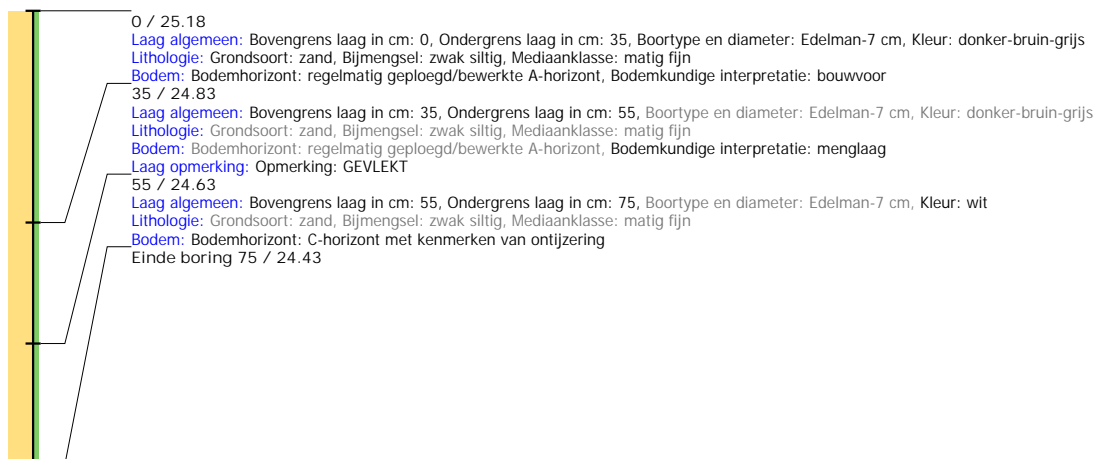 0 / 25.18
Laag algemeen: Bovengrens laag in cm: 0, Ondergrens laag in cm: 35, Boortype en diameter: Edelman-7 cm, Kleur: donker-bruin-grijs
Lithologie: Grondsoort: zand, Bijmengsel: zwak siltig, Mediaanklasse: matig fijn
Bodem: Bodemhorizont: regelmatig geploegd/bewerkte A-horizont, Bodemkundige interpretatie: bouwvoor
35 / 24.83
Laag algemeen: Bovengrens laag in cm: 35, Ondergrens laag in cm: 55, Boortype en diameter: Edelman-7 cm, Kleur: donker-bruin-grijs
Lithologie: Grondsoort: zand, Bijmengsel: zwak siltig, Mediaanklasse: matig fijn
Bodem: Bodemhorizont: regelmatig geploegd/bewerkte A-horizont, Bodemkundige interpretatie: menglaag
Laag opmerking: Opmerking: GEVLEKT
55 / 24.63
Laag algemeen: Bovengrens laag in cm: 55, Ondergrens laag in cm: 75, Boortype en diameter: Edelman-7 cm, Kleur: wit
Lithologie: Grondsoort: zand, Bijmengsel: zwak siltig, Mediaanklasse: matig fijn
Bodem: Bodemhorizont: C-horizont met kenmerken van ontijzering
Einde boring 75 / 24.43